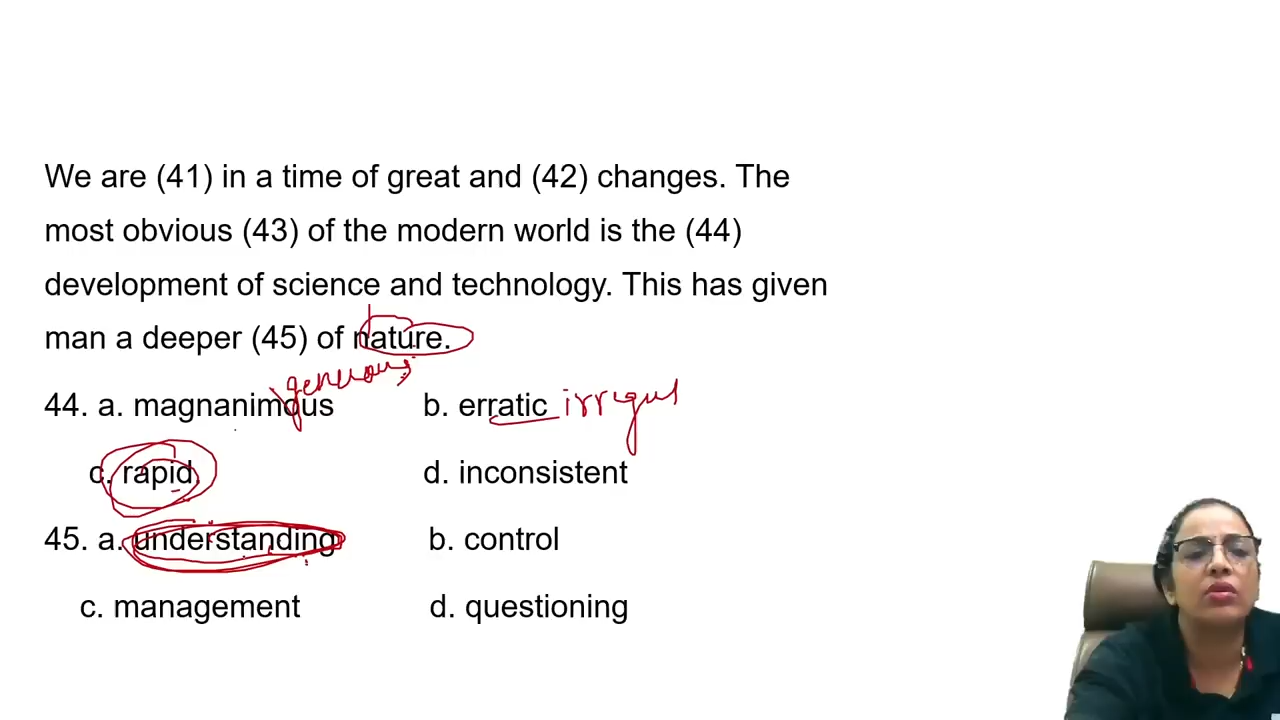 We are (41) in a time of great and (42) changes. The
most obvious (43) of the modern world is the (44)
development of science and technology. This has given
man a deeper (45) of nature.
generous
44. a. magnanimous b. erratic irregul
c. rapid d. inconsistent
45. a. understanding b. control
c. management d. questioning